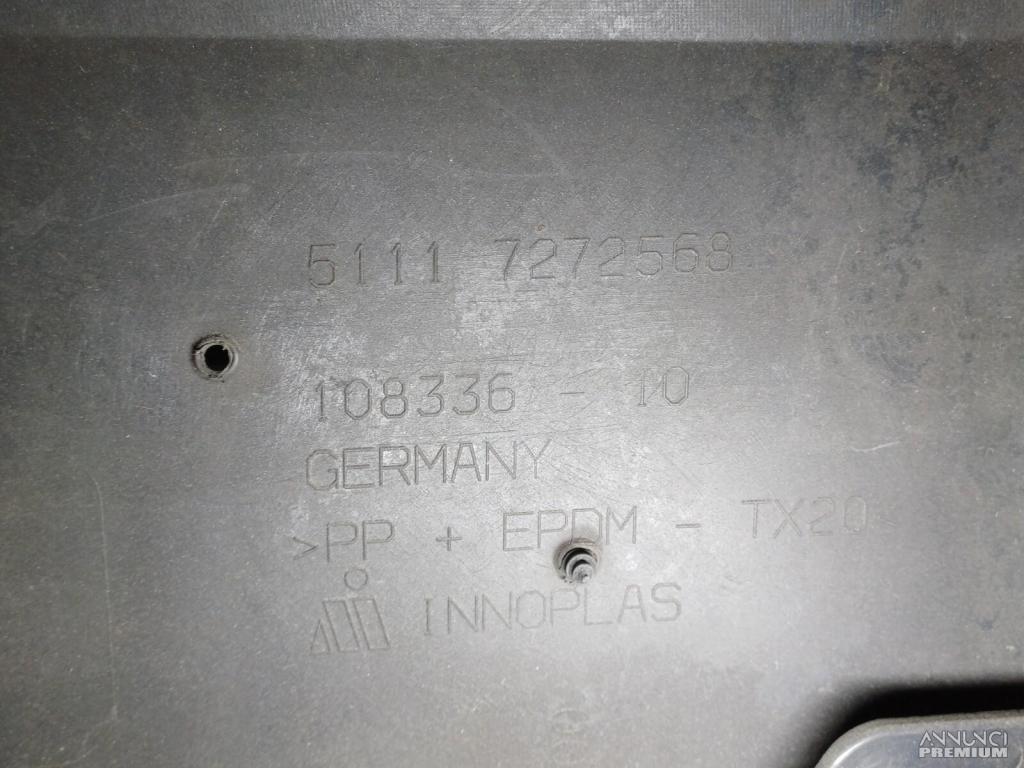 5111 7272568
108336 - 10
GERMANY
>PP + EPDM - TX20<
INNOPLAS
ANNUNCI
PREMIUM